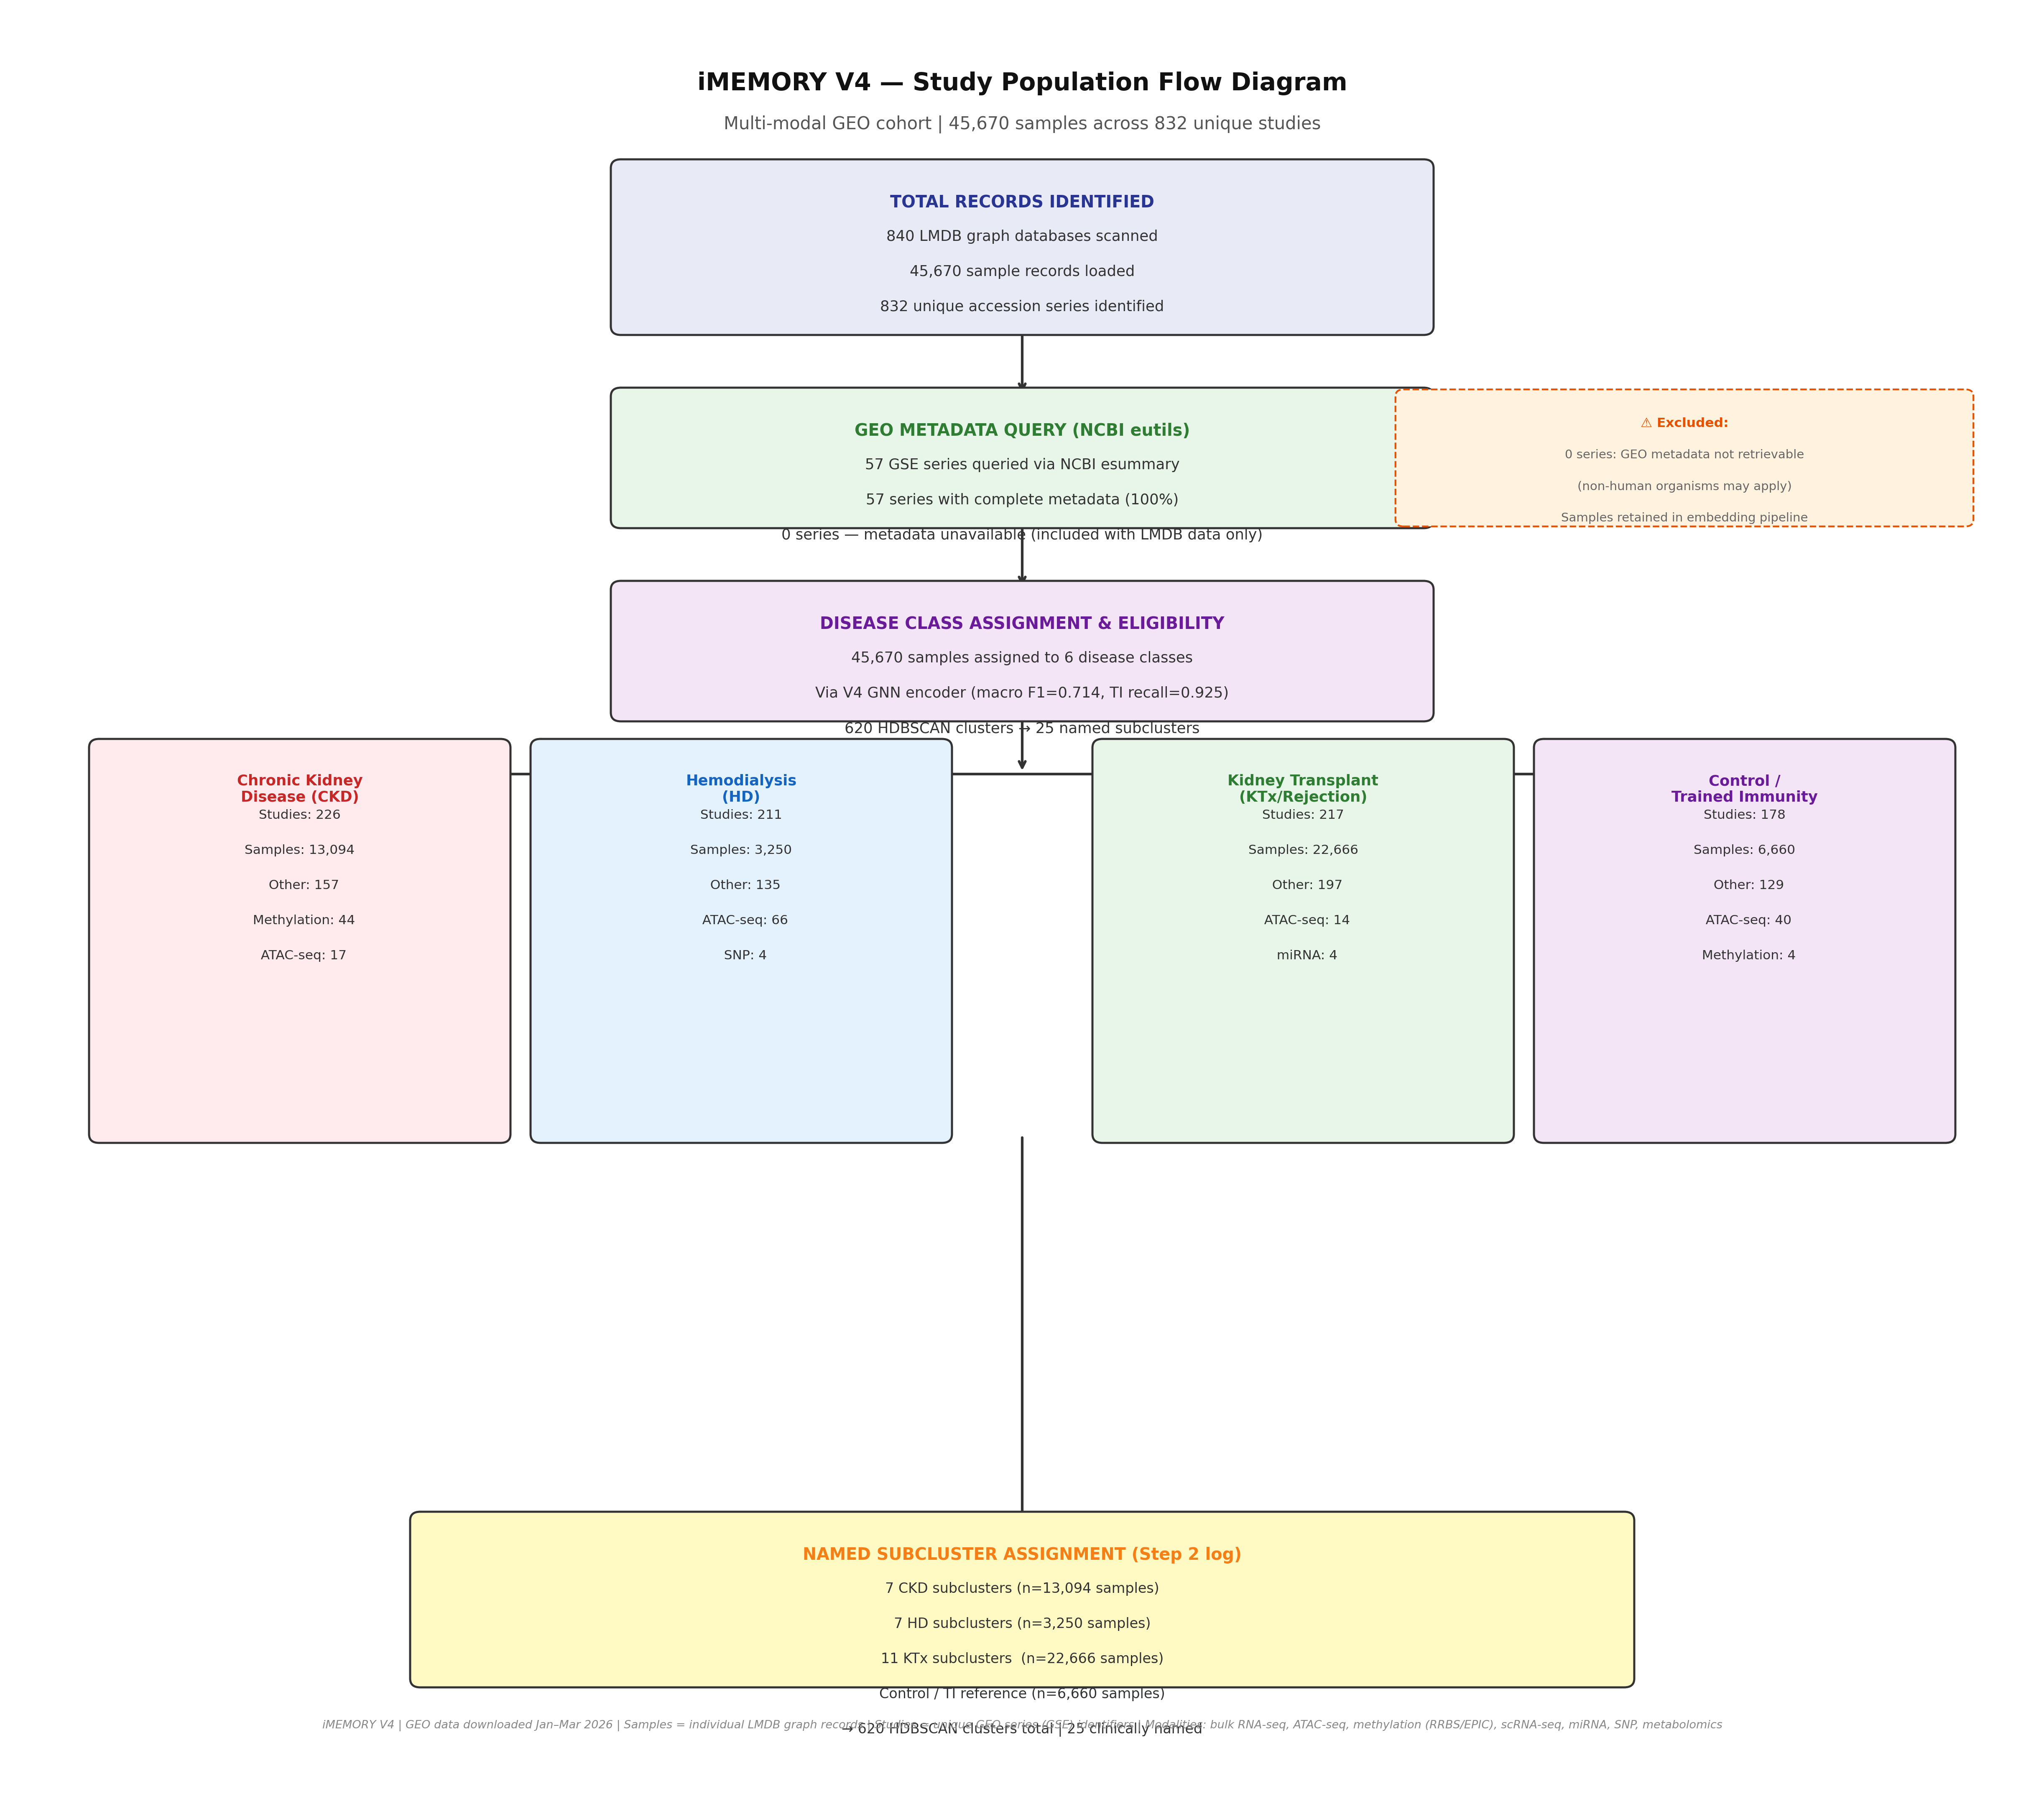 iMEMORY V4 — Study Population Flow Diagram
Multi-modal GEO cohort | 45,670 samples across 832 unique studies
TOTAL RECORDS IDENTIFIED
840 LMDB graph databases scanned
45,670 sample records loaded
832 unique accession series identified
GEO METADATA QUERY (NCBI eutils)
57 GSE series queried via NCBI esummary
57 series with complete metadata (100%)
0 series — metadata unavailable (included with LMDB data only)
⚠ Excluded:
0 series: GEO metadata not retrievable
(non-human organisms may apply)
Samples retained in embedding pipeline
DISEASE CLASS ASSIGNMENT & ELIGIBILITY
45,670 samples assigned to 6 disease classes
Via V4 GNN encoder (macro F1=0.714, TI recall=0.925)
620 HDBSCAN clusters → 25 named subclusters
Chronic Kidney
Disease (CKD)
Studies: 226
Samples: 13,094
Other: 157
Methylation: 44
ATAC-seq: 17
Hemodialysis
(HD)
Studies: 211
Samples: 3,250
Other: 135
ATAC-seq: 66
SNP: 4
Kidney Transplant
(KTx/Rejection)
Studies: 217
Samples: 22,666
Other: 197
ATAC-seq: 14
miRNA: 4
Control /
Trained Immunity
Studies: 178
Samples: 6,660
Other: 129
ATAC-seq: 40
Methylation: 4
NAMED SUBCLUSTER ASSIGNMENT (Step 2 log)
7 CKD subclusters (n=13,094 samples)
7 HD subclusters (n=3,250 samples)
11 KTx subclusters  (n=22,666 samples)
Control / TI reference (n=6,660 samples)
→ 620 HDBSCAN clusters total | 25 clinically named
iMEMORY V4 | GEO data downloaded Jan–Mar 2026 | Samples = individual LMDB graph records | Studies = unique GEO series (GSE) identifiers | Modalities: bulk RNA-seq, ATAC-seq, methylation (RRBS/EPIC), scRNA-seq, miRNA, SNP, metabolomics